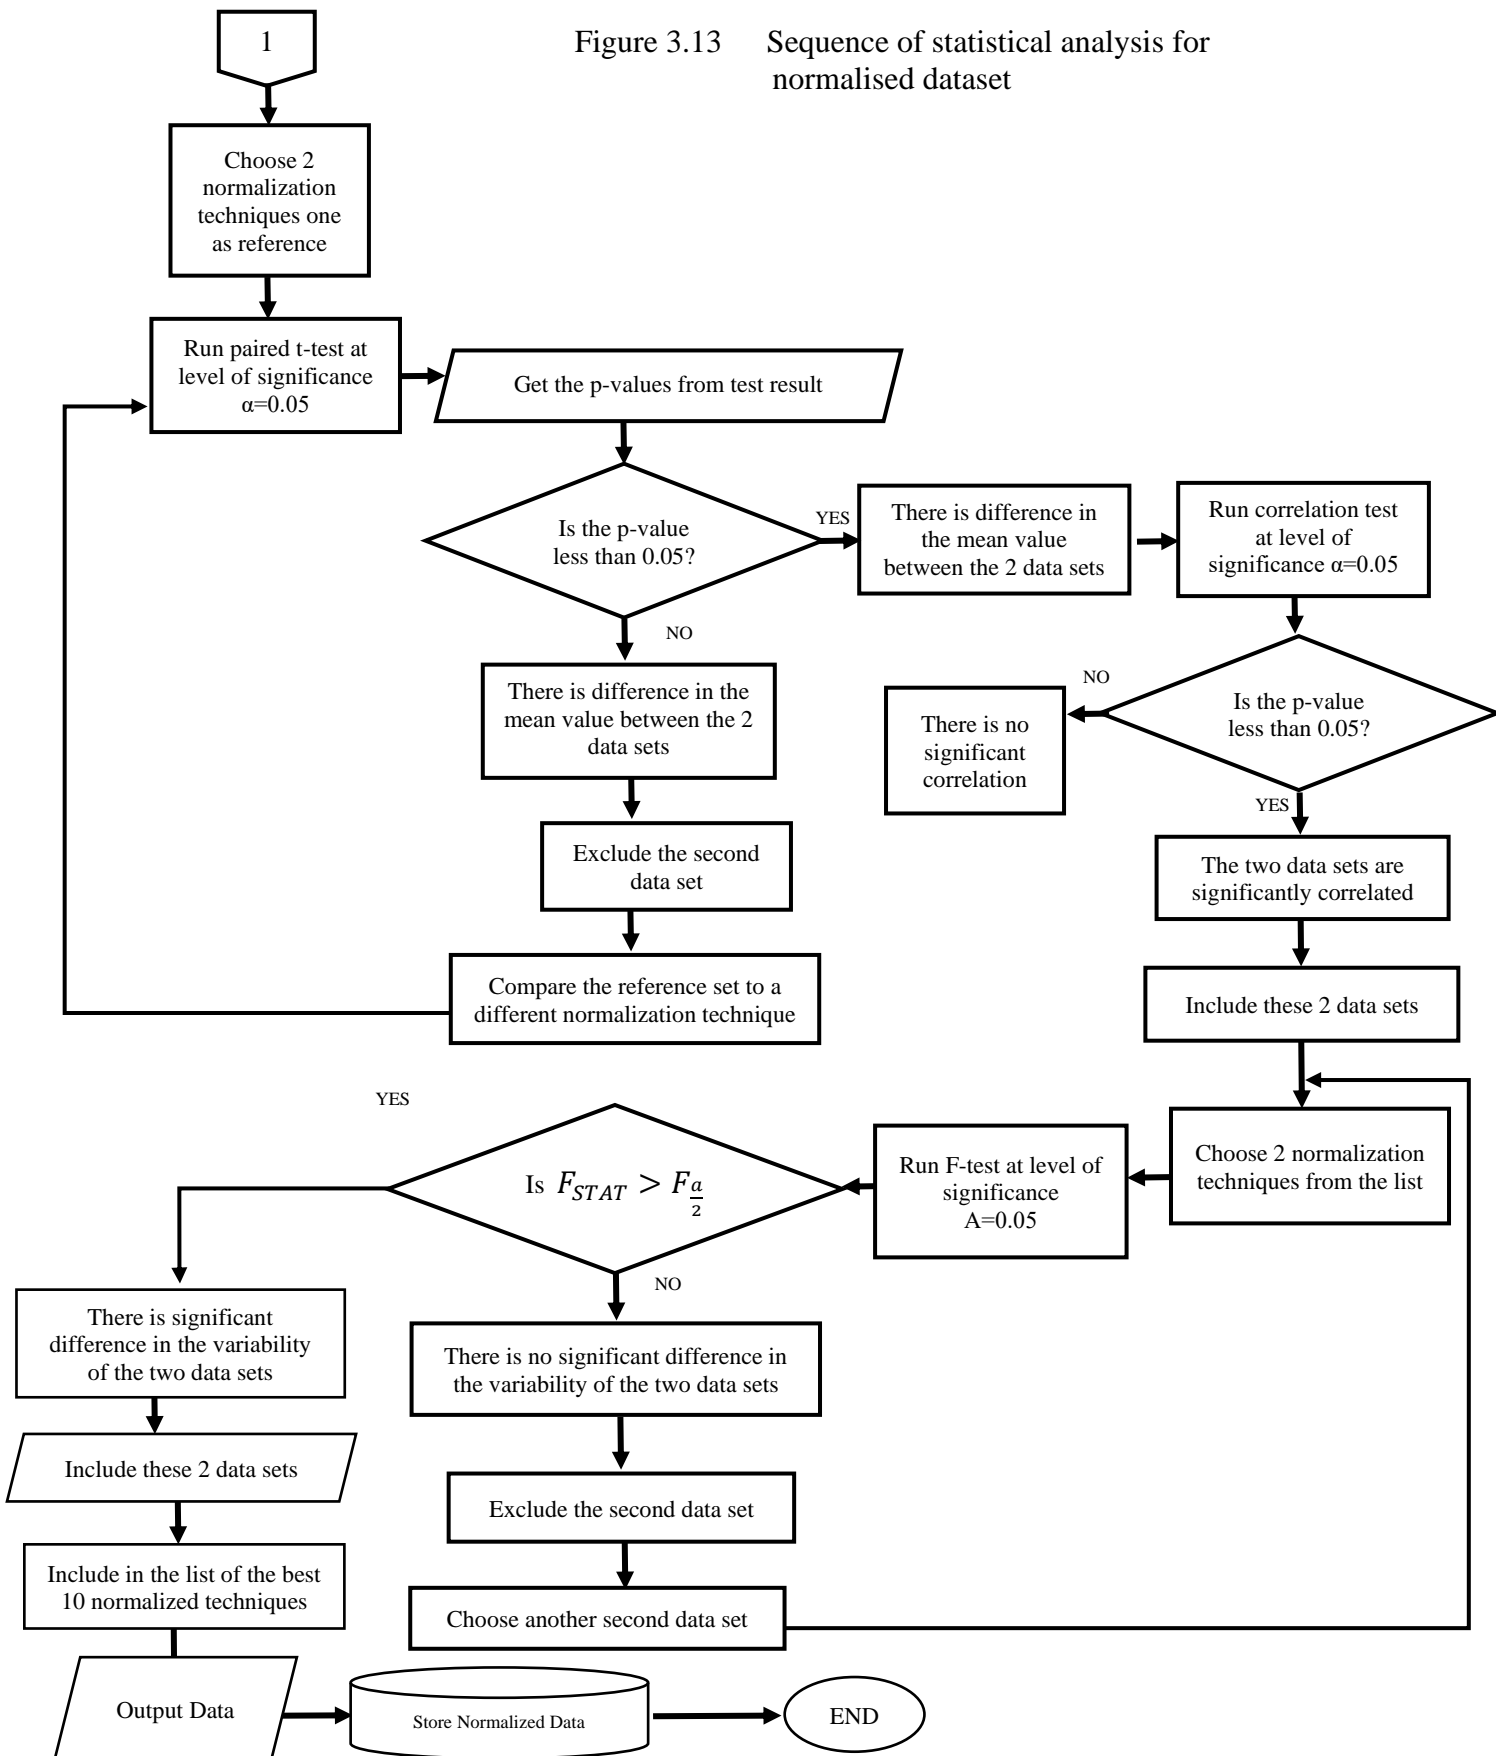 1
Figure 3.13 Sequence of statistical analysis for
normalised dataset
Choose 2
normalization
techniques one
as reference
Run paired t-test at
level of significance
α=0.05
Get the p-values from test result
Is the p-value
less than 0.05?
YES
There is difference in
the mean value
between the 2 data sets
Run correlation test
at level of
significance α=0.05
NO
There is difference in the
mean value between the 2
data sets
Exclude the second
data set
Compare the reference set to a
different normalization technique
Is the p-value
less than 0.05?
NO
There is no
significant
correlation
YES
The two data sets are
significantly correlated
Include these 2 data sets
Choose 2 normalization
techniques from the list
Run F-test at level of
significance
A=0.05
Is F_STAT > F_a/2
YES
NO
There is significant
difference in the variability
of the two data sets
Include these 2 data sets
Include in the list of the best
10 normalized techniques
There is no significant difference in
the variability of the two data sets
Exclude the second data set
Choose another second data set
Output Data
Store Normalized Data
END